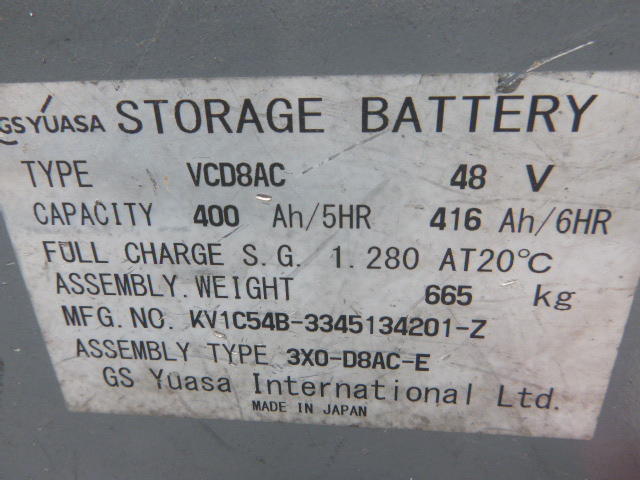 GS YUASA STORAGE BATTERY
TYPE VCD8AC 48 V
CAPACITY 400 Ah/5HR 416 Ah/6HR
FULL CHARGE S.G. 1.280 AT20℃
ASSEMBLY.WEIGHT 665 kg
MFG.NO. KV1C54B-3345134201-Z
ASSEMBLY TYPE 3X0-D8AC-E
GS Yuasa International Ltd.
MADE IN JAPAN